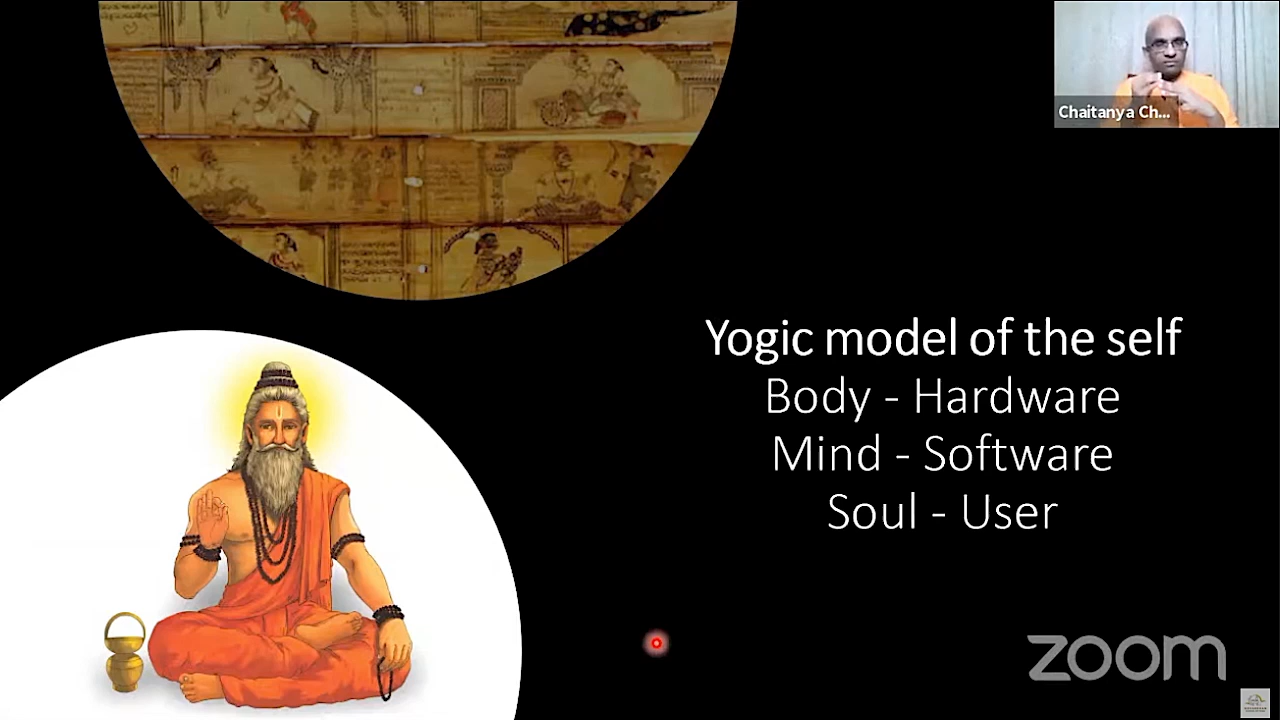 Chaitanya Ch...
Yogic model of the self
Body - Hardware
Mind - Software
Soul - User
zoom